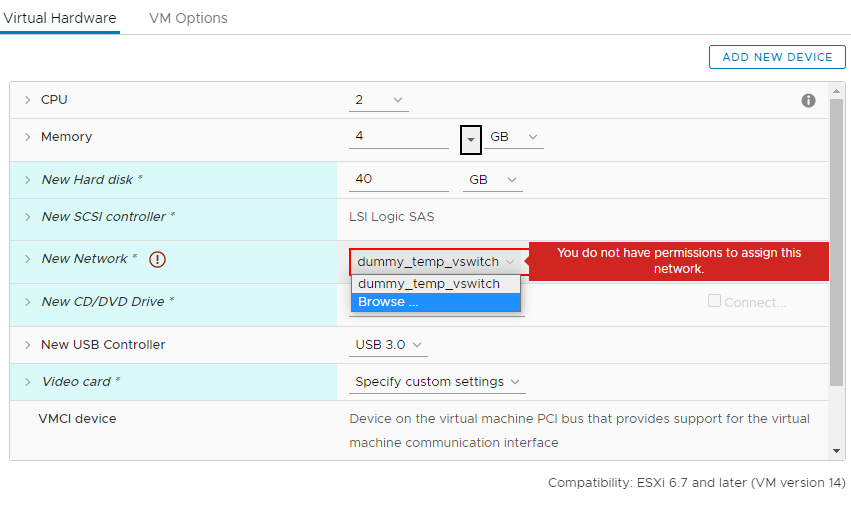 Virtual Hardware VM Options
ADD NEW DEVICE
CPU 2
Memory 4 GB
New Hard disk * 40 GB
New SCSI controller * LSI Logic SAS
New Network * dummy_temp_vswitch You do not have permissions to assign this
network.
dummy_temp_vswitch
Browse ...
New CD/DVD Drive * Connect...
New USB Controller USB 3.0
Video card * Specify custom settings
VMCI device Device on the virtual machine PCI bus that provides support for the virtual
machine communication interface
Compatibility: ESXi 6.7 and later (VM version 14)